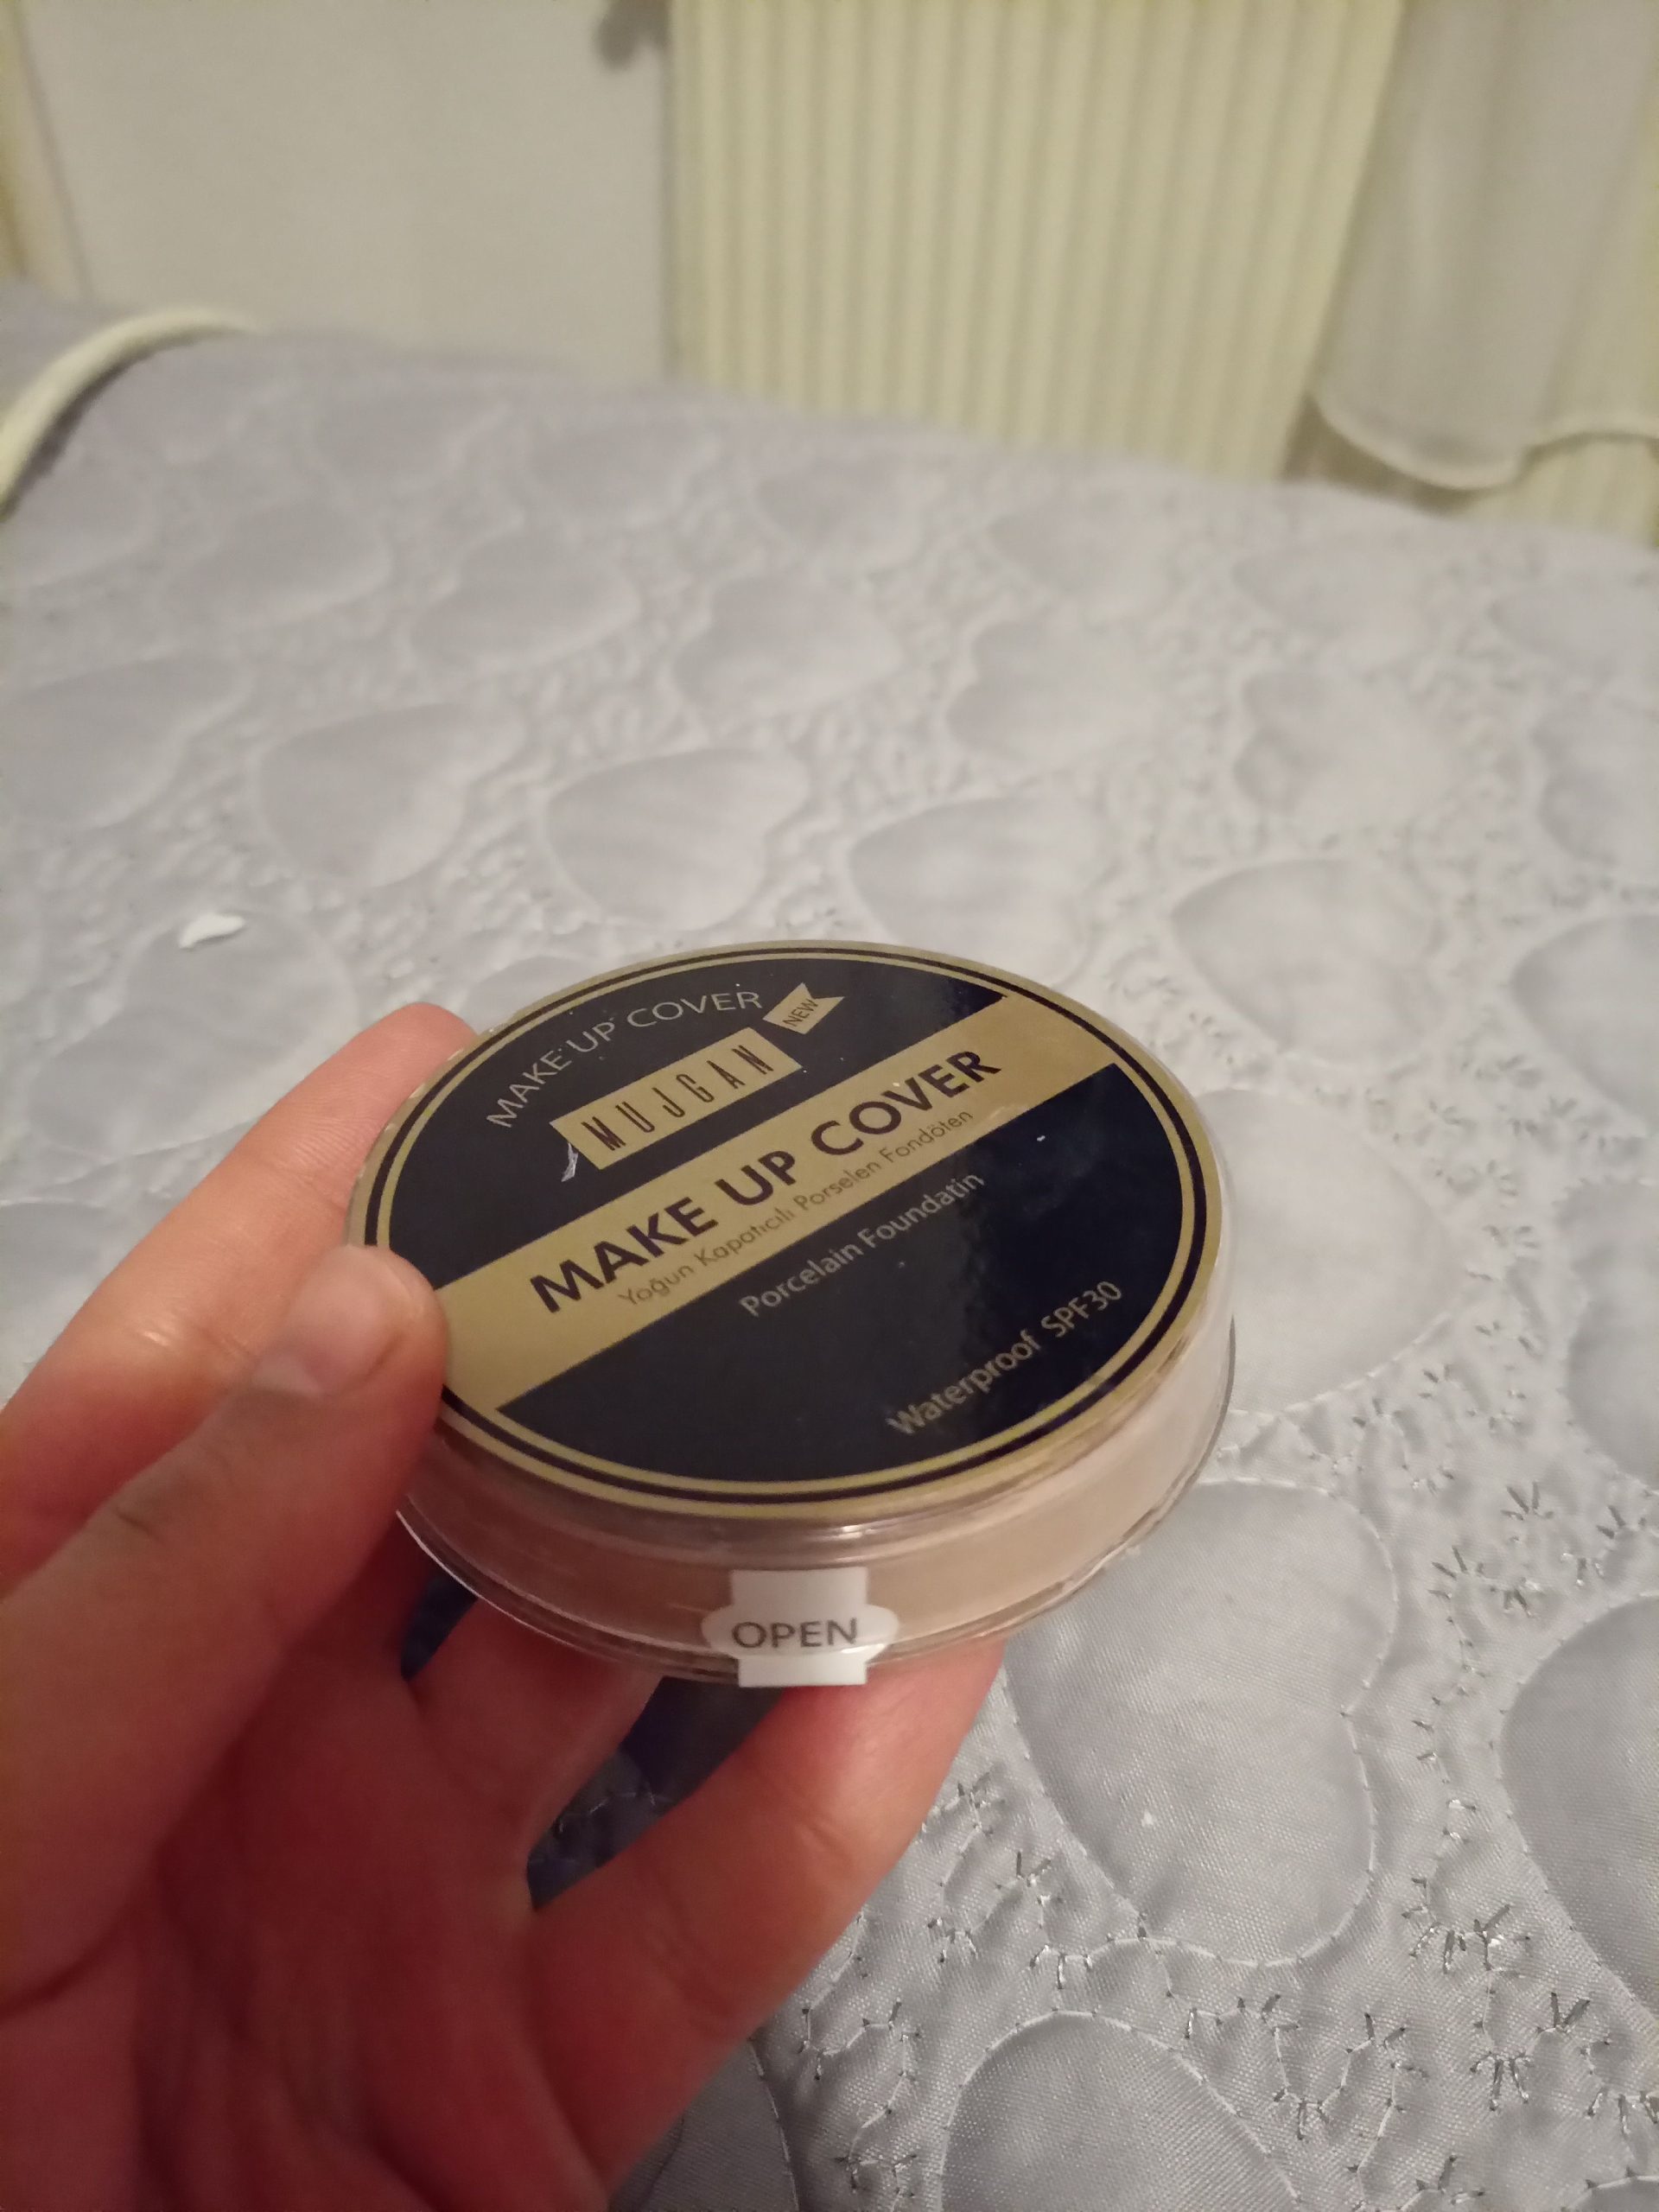 MAKE UP COVER
NEW
MUJGAN
MAKE UP COVER
Yoğun Kapatıcılı Porselen Fondöten
Porcelain Foundatin
Waterproof SPF30
OPEN